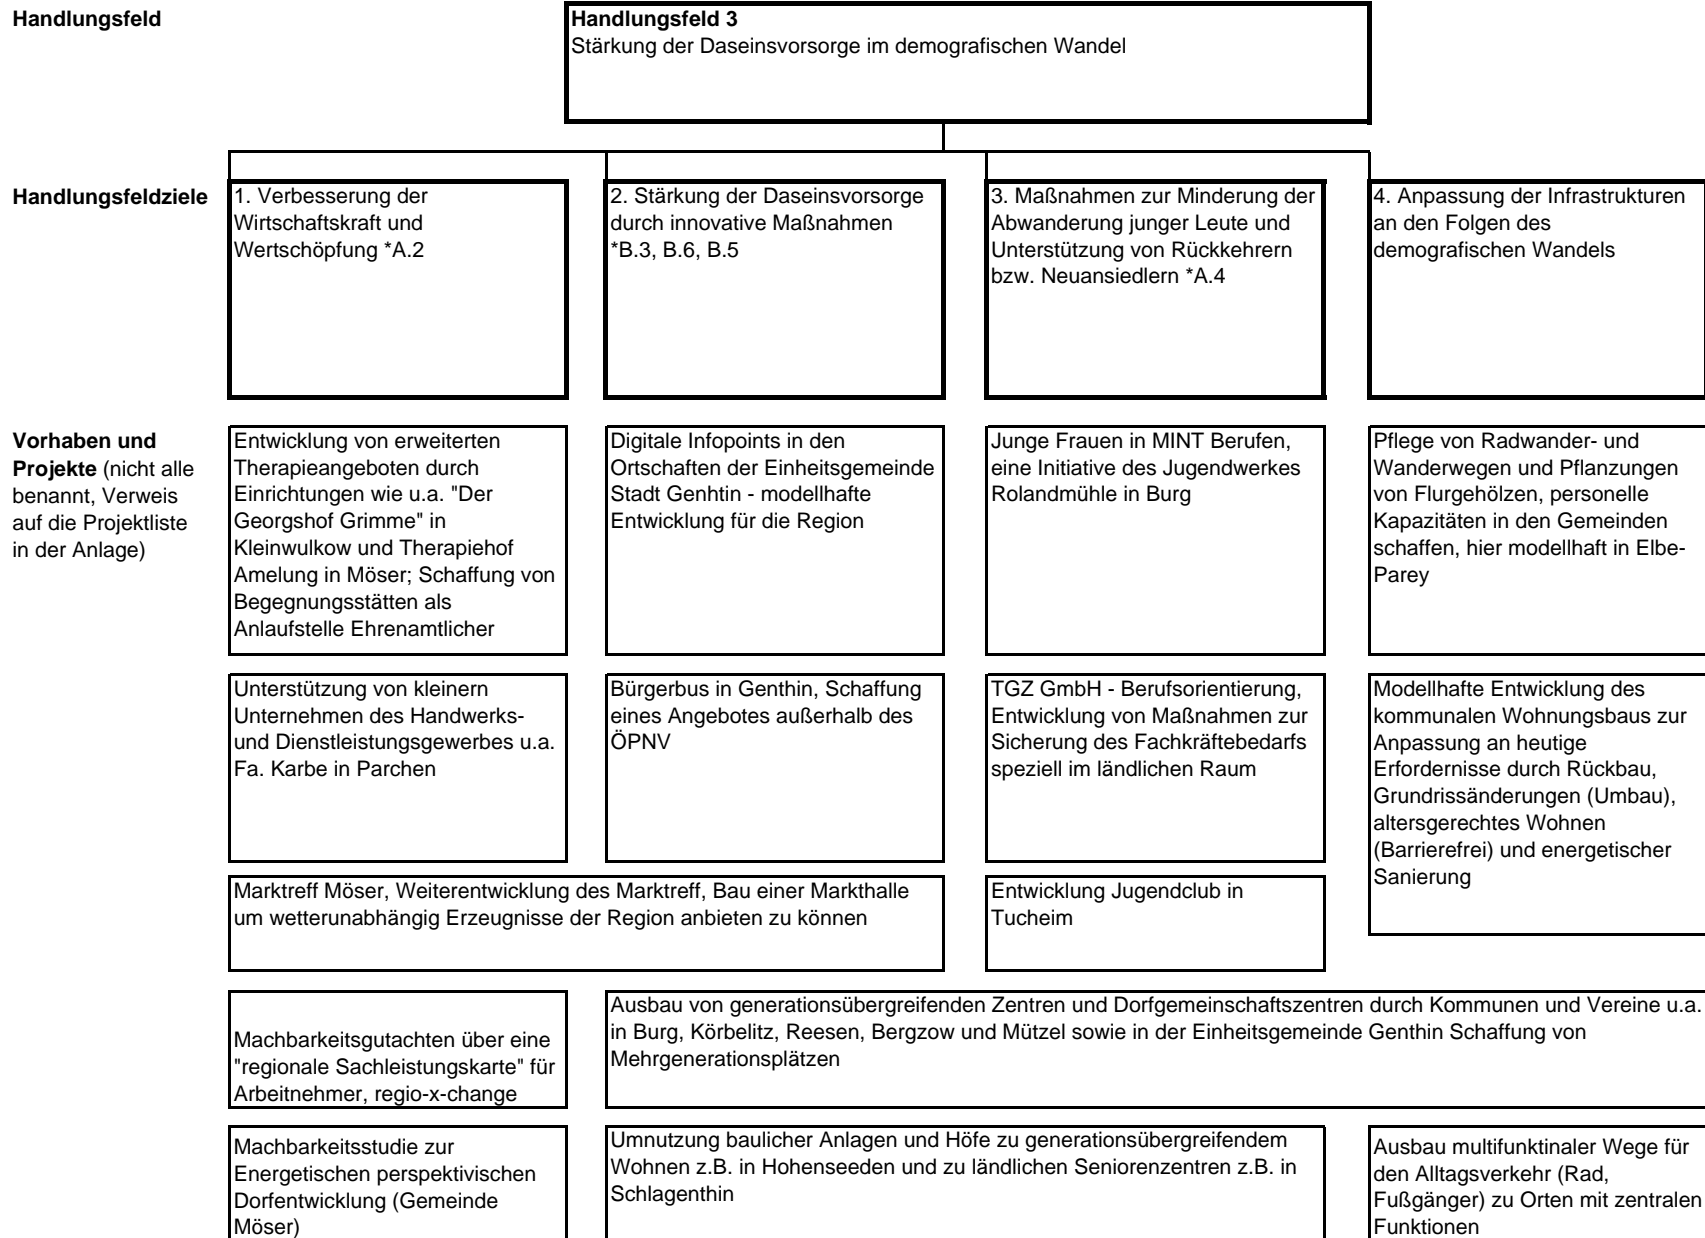 Handlungsfeld
Handlungsfeld 3
Stärkung der Daseinsvorsorge im demografischen Wandel
Handlungsfeldziele
1. Verbesserung der
Wirtschaftskraft und
Wertschöpfung *A.2
2. Stärkung der Daseinsvorsorge
durch innovative Maßnahmen
*B.3, B.6, B.5
3. Maßnahmen zur Minderung der
Abwanderung junger Leute und
Unterstützung von Rückkehrern
bzw. Neuansiedlern *A.4
4. Anpassung der Infrastrukturen
an den Folgen des
demografischen Wandels
Vorhaben und
Projekte (nicht alle
benannt, Verweis
auf die Projektliste
in der Anlage)
Entwicklung von erweiterten
Therapieangeboten durch
Einrichtungen wie u.a. "Der
Georgshof Grimme" in
Kleinwulkow und Therapiehof
Amelung in Möser; Schaffung von
Begegnungsstätten als
Anlaufstelle Ehrenamtlicher
Digitale Infopoints in den
Ortschaften der Einheitsgemeinde
Stadt Genhtin - modellhafte
Entwicklung für die Region
Junge Frauen in MINT Berufen,
eine Initiative des Jugendwerkes
Rolandmühle in Burg
Pflege von Radwander- und
Wanderwegen und Pflanzungen
von Flurgehölzen, personelle
Kapazitäten in den Gemeinden
schaffen, hier modellhaft in Elbe-
Parey
Unterstützung von kleinern
Unternehmen des Handwerks-
und Dienstleistungsgewerbes u.a.
Fa. Karbe in Parchen
Bürgerbus in Genthin, Schaffung
eines Angebotes außerhalb des
ÖPNV
TGZ GmbH - Berufsorientierung,
Entwicklung von Maßnahmen zur
Sicherung des Fachkräftebedarfs
speziell im ländlichen Raum
Modellhafte Entwicklung des
kommunalen Wohnungsbaus zur
Anpassung an heutige
Erfordernisse durch Rückbau,
Grundrissänderungen (Umbau),
altersgerechtes Wohnen
(Barrierefrei) und energetischer
Sanierung
Marktreff Möser, Weiterentwicklung des Marktreff, Bau einer Markthalle
um wetterunabhängig Erzeugnisse der Region anbieten zu können
Entwicklung Jugendclub in
Tucheim
Machbarkeitsgutachten über eine
"regionale Sachleistungskarte" für
Arbeitnehmer, regio-x-change
Ausbau von generationsübergreifenden Zentren und Dorfgemeinschaftszentren durch Kommunen und Vereine u.a.
in Burg, Körbelitz, Reesen, Bergzow und Mützel sowie in der Einheitsgemeinde Genthin Schaffung von
Mehrgenerationsplätzen
Machbarkeitsstudie zur
Energetischen perspektivischen
Dorfentwicklung (Gemeinde
Möser)
Umnutzung baulicher Anlagen und Höfe zu generationsübergreifendem
Wohnen z.B. in Hohenseeden und zu ländlichen Seniorenzentren z.B. in
Schlagenthin
Ausbau multifunktinaler Wege für
den Alltagsverkehr (Rad,
Fußgänger) zu Orten mit zentralen
Funktionen